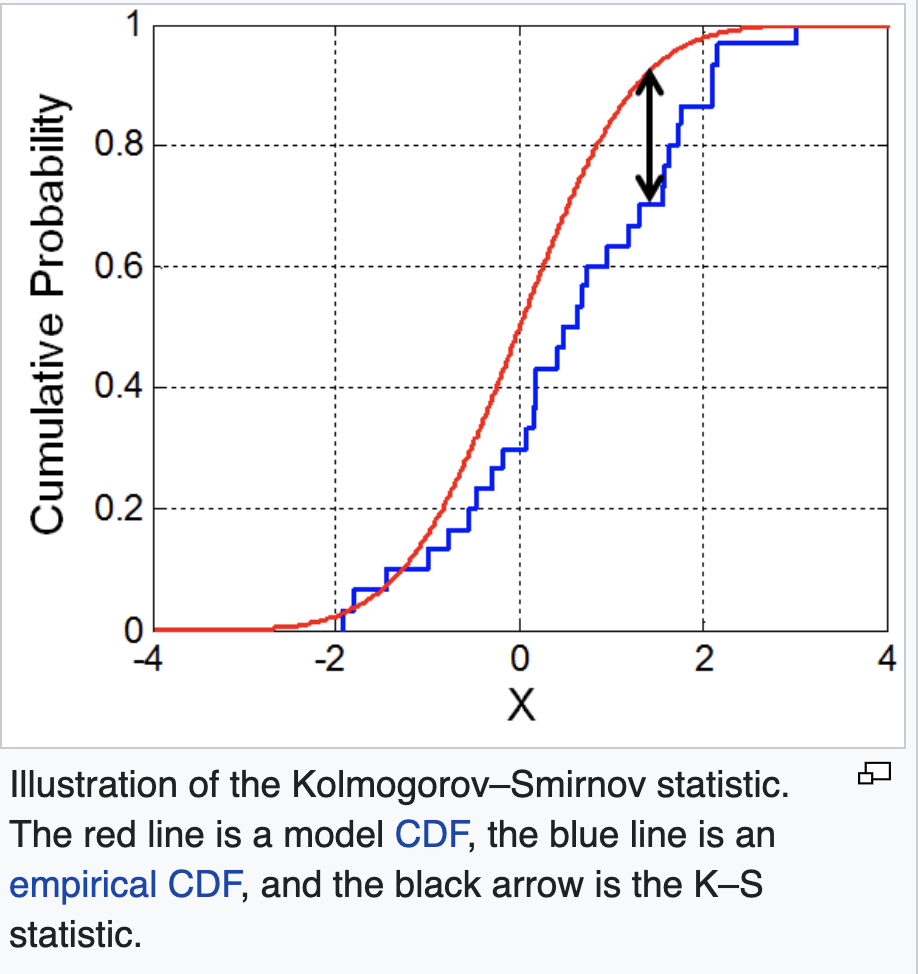 1
0.8
0.6
0.4
0.2
0
Cumulative Probability
-4 -2 0 2 4
X
Illustration of the Kolmogorov–Smirnov statistic.
The red line is a model CDF, the blue line is an
empirical CDF, and the black arrow is the K–S
statistic.